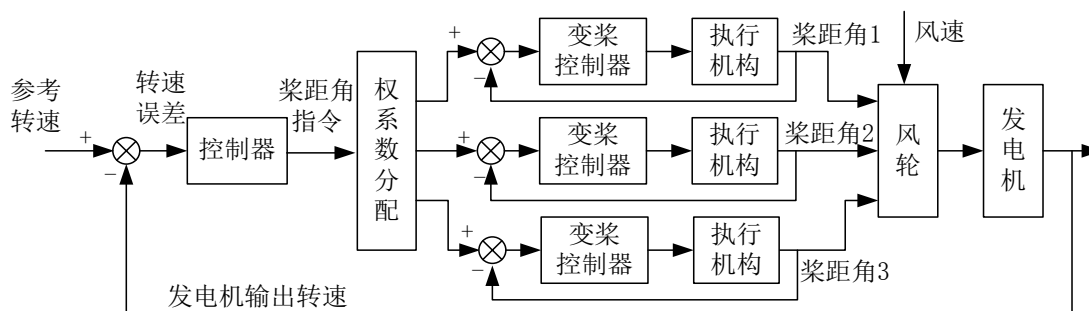 参考
转速
+
−
转速
误差
控制器
桨距角
指令
权
系
数
分
配
+
−
变桨
控制器
执行
机构
桨距角1
+
−
变桨
控制器
执行
机构
桨距角2
+
−
变桨
控制器
执行
机构
桨距角3
风速
风
轮
发
电
机
发电机输出转速